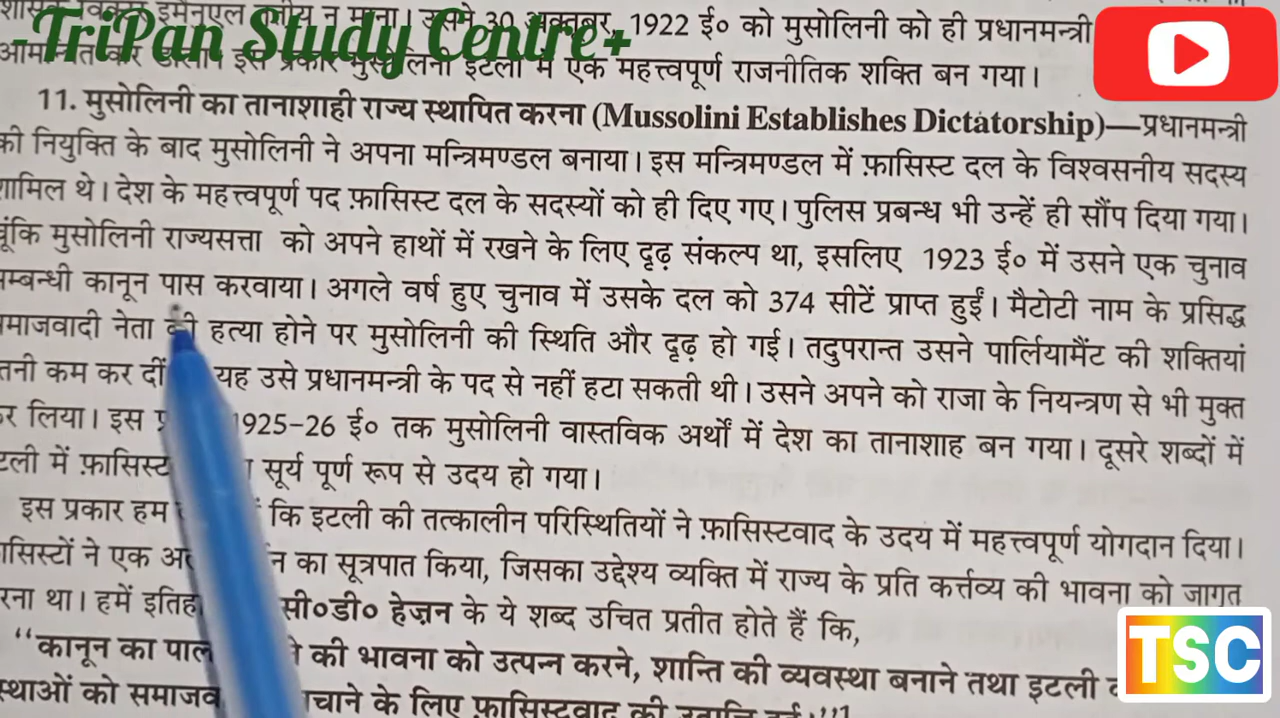 इमैनुएल न माना। उसने 30 अक्तूबर, 1922 ई० को मुसोलिनी को ही प्रधानमन्त्री
-TriPan Study Centre+
इस प्रकार मुसोलिनी इटली में एक महत्त्वपूर्ण राजनीतिक शक्ति बन गया।
11. मुसोलिनी का तानाशाही राज्य स्थापित करना (Mussolini Establishes Dictatorship)—प्रधानमन्त्री
की नियुक्ति के बाद मुसोलिनी ने अपना मन्त्रिमण्डल बनाया। इस मन्त्रिमण्डल में फ़ासिस्ट दल के विश्वसनीय सदस्य
शामिल थे। देश के महत्त्वपूर्ण पद फ़ासिस्ट दल के सदस्यों को ही दिए गए। पुलिस प्रबन्ध भी उन्हें ही सौंप दिया गया।
चूंकि मुसोलिनी राज्यसत्ता को अपने हाथों में रखने के लिए दृढ़ संकल्प था, इसलिए 1923 ई० में उसने एक चुनाव
सम्बन्धी कानून पास करवाया। अगले वर्ष हुए चुनाव में उसके दल को 374 सीटें प्राप्त हुईं। मैटोटी नाम के प्रसिद्ध
समाजवादी नेता की हत्या होने पर मुसोलिनी की स्थिति और दृढ़ हो गई। तदुपरान्त उसने पार्लियामैंट की शक्तियां
इतनी कम कर दीं यह उसे प्रधानमन्त्री के पद से नहीं हटा सकती थी। उसने अपने को राजा के नियन्त्रण से भी मुक्त
कर लिया। इस 1925-26 ई० तक मुसोलिनी वास्तविक अर्थों में देश का तानाशाह बन गया। दूसरे शब्दों में
इटली में फ़ासिस्ट सूर्य पूर्ण रूप से उदय हो गया।
इस प्रकार हम कि इटली की तत्कालीन परिस्थितियों ने फ़ासिस्टवाद के उदय में महत्त्वपूर्ण योगदान दिया।
फ़ासिस्टों ने एक का सूत्रपात किया, जिसका उद्देश्य व्यक्ति में राज्य के प्रति कर्त्तव्य की भावना को जागृत
करना था। हमें सी०डी० हेज़न के ये शब्द उचित प्रतीत होते हैं कि,
‘‘कानून का की भावना को उत्पन्न करने, शान्ति की व्यवस्था बनाने तथा इटली
को के लिए फ़ासिस्टवाद की
TSC